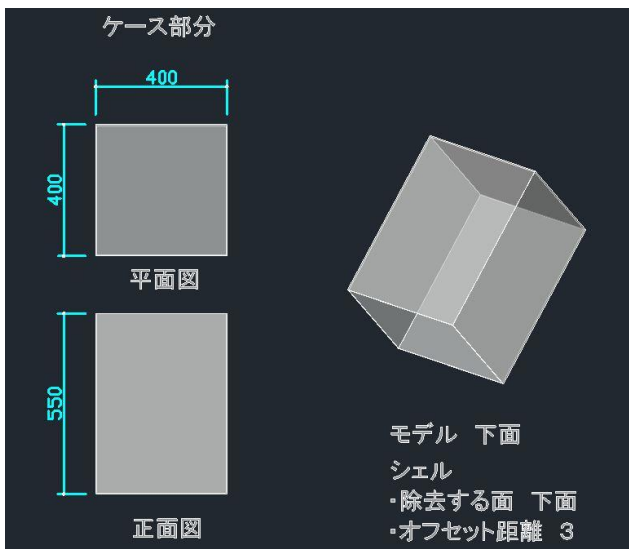 ケース部分
400
400
平面図
550
正面図
モデル 下面
シェル
・除去する面 下面
・オフセット距離 3